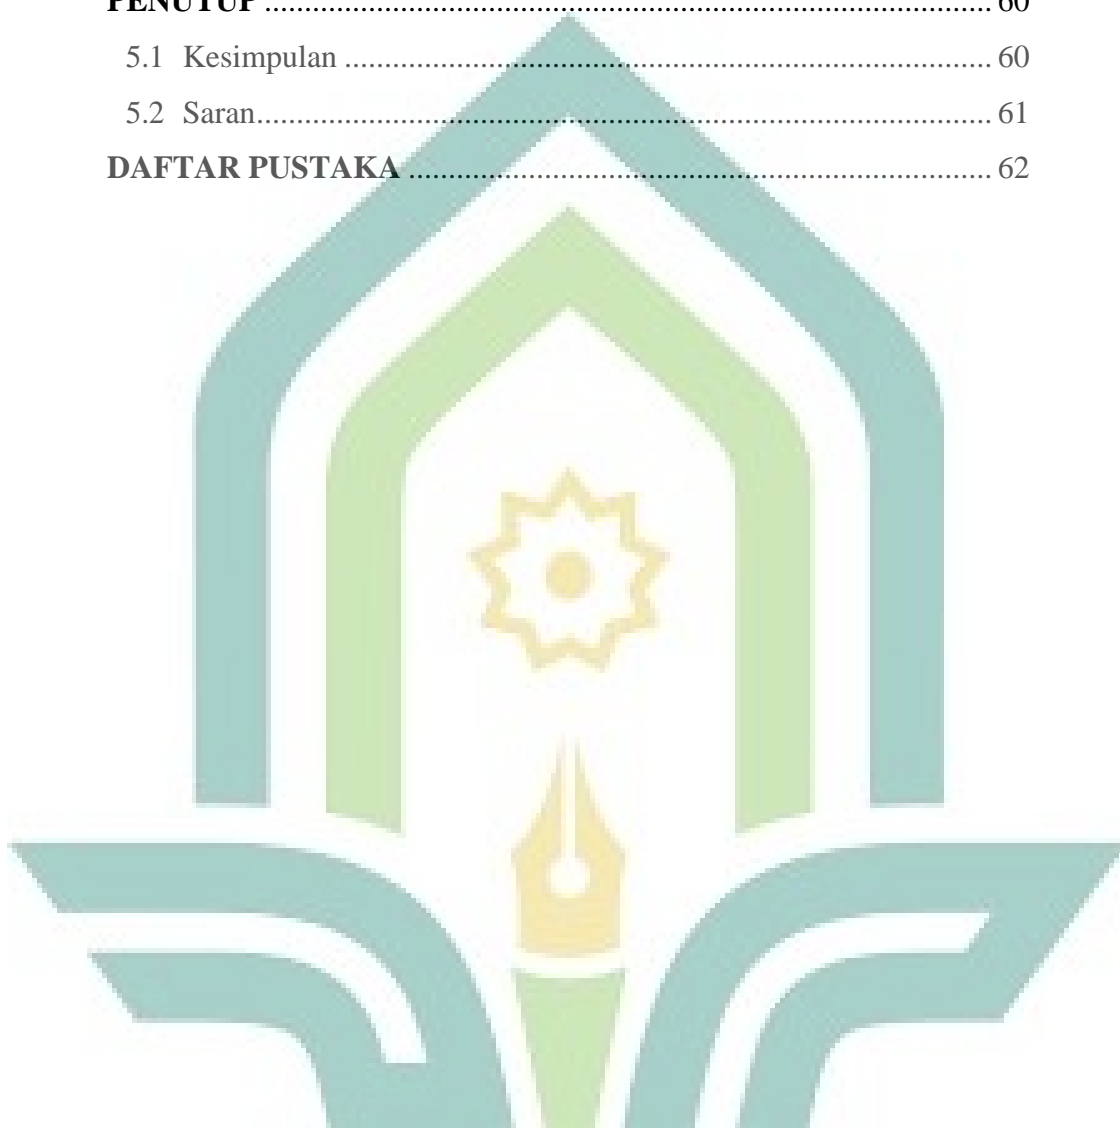 PENUTUP ........................................................................................... 60
5.1 Kesimpulan ................................................................................. 60
5.2 Saran............................................................................................ 61
DAFTAR PUSTAKA ......................................................................... 62